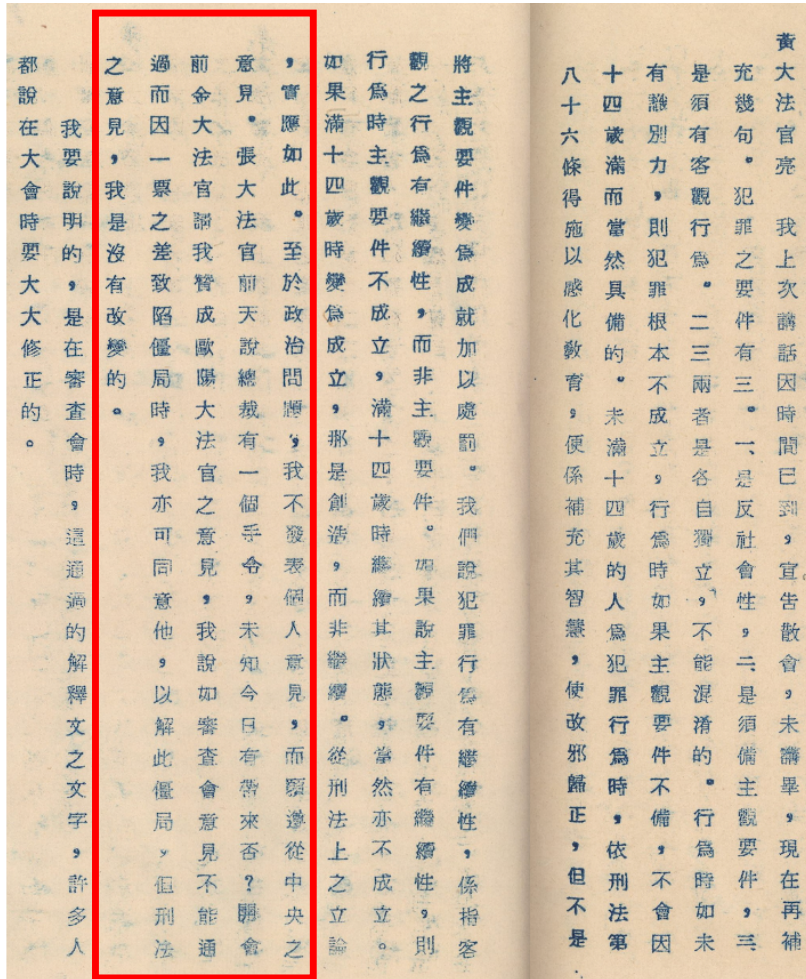 黃大法官亮　我上次講話因時間已到，宣告散會，未講畢，現在再補
充幾句。犯罪之要件有三。一、是反社會性，二、是須備主觀要件，三、
是須有客觀行爲。二三兩者是各自獨立，不能混淆的。行爲時如未
有識別力，則犯罪根本不成立，行爲時如果主觀要件不備，不會因
十四歲滿而當然具備的。未滿十四歲的人爲犯罪行爲時，依刑法第
八十六條得施以感化敎育，便係補充其智慧，使改邪歸正，但不是
將主觀要件變爲成就加以處罰。我們說犯罪行爲有繼續性，係指客
觀之行爲有繼續性，而非主觀要件。如果說主觀要件有繼續性，則
行爲時主觀要件不成立，滿十四歲時繼續其狀態，當然亦不成立。
如果滿十四歲時變爲成立，那是創造，而非繼續。從刑法上之立論
，實應如此。至於政治問題，我不發表個人意見，而願遵從中央之
意見。張大法官前天說總裁有一個手令，未知今日有帶來否？開會
前金大法官謂我贊成歐陽大法官之意見，我說如審查會意見不能通
過而因一票之差致陷僵局時，我亦可同意他，以解此僵局，但刑法
之意見，我是沒有改變的。
我要說明的，是在審查會時，這通過的解釋文之文字，許多人
都說在大會時要大大修正的。